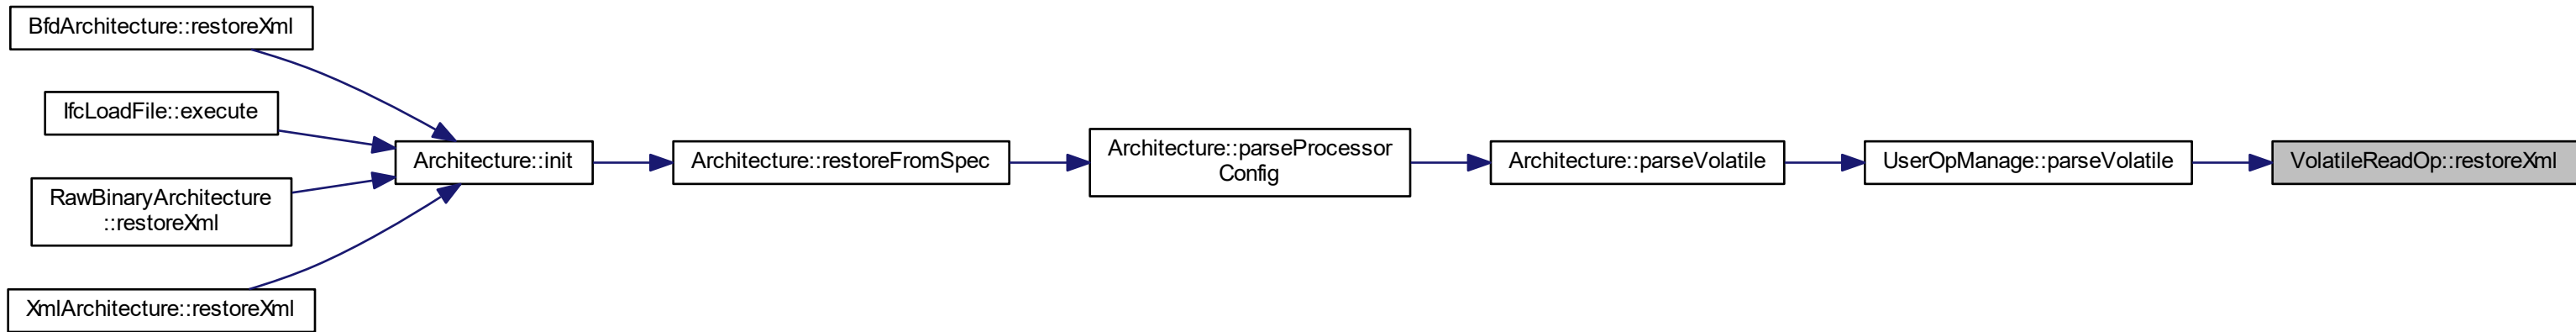 BfdArchitecture::restoreXml
IfcLoadFile::execute
RawBinaryArchitecture
::restoreXml
XmlArchitecture::restoreXml
Architecture::init
Architecture::restoreFromSpec
Architecture::parseProcessor
Config
Architecture::parseVolatile
UserOpManage::parseVolatile
VolatileReadOp::restoreXml